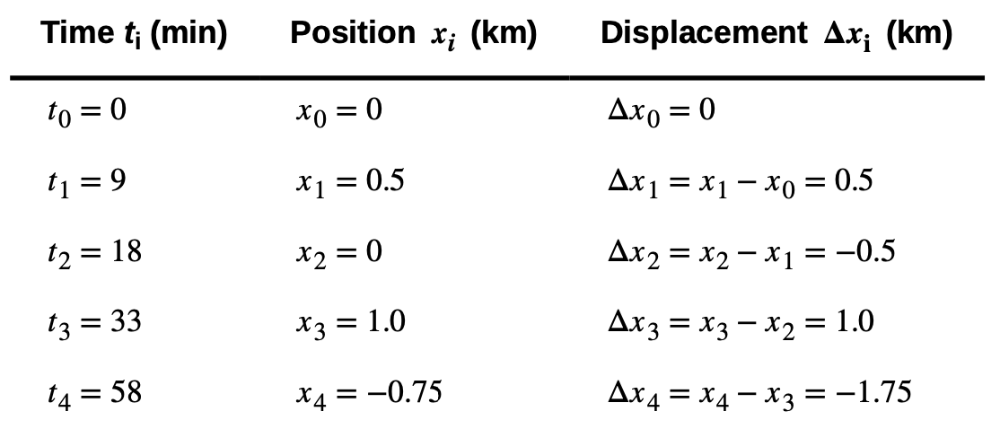 Time tᵢ (min) Position xᵢ (km) Displacement Δxᵢ (km)
t₀ = 0 x₀ = 0 Δx₀ = 0
t₁ = 9 x₁ = 0.5 Δx₁ = x₁ − x₀ = 0.5
t₂ = 18 x₂ = 0 Δx₂ = x₂ − x₁ = −0.5
t₃ = 33 x₃ = 1.0 Δx₃ = x₃ − x₂ = 1.0
t₄ = 58 x₄ = −0.75 Δx₄ = x₄ − x₃ = −1.75